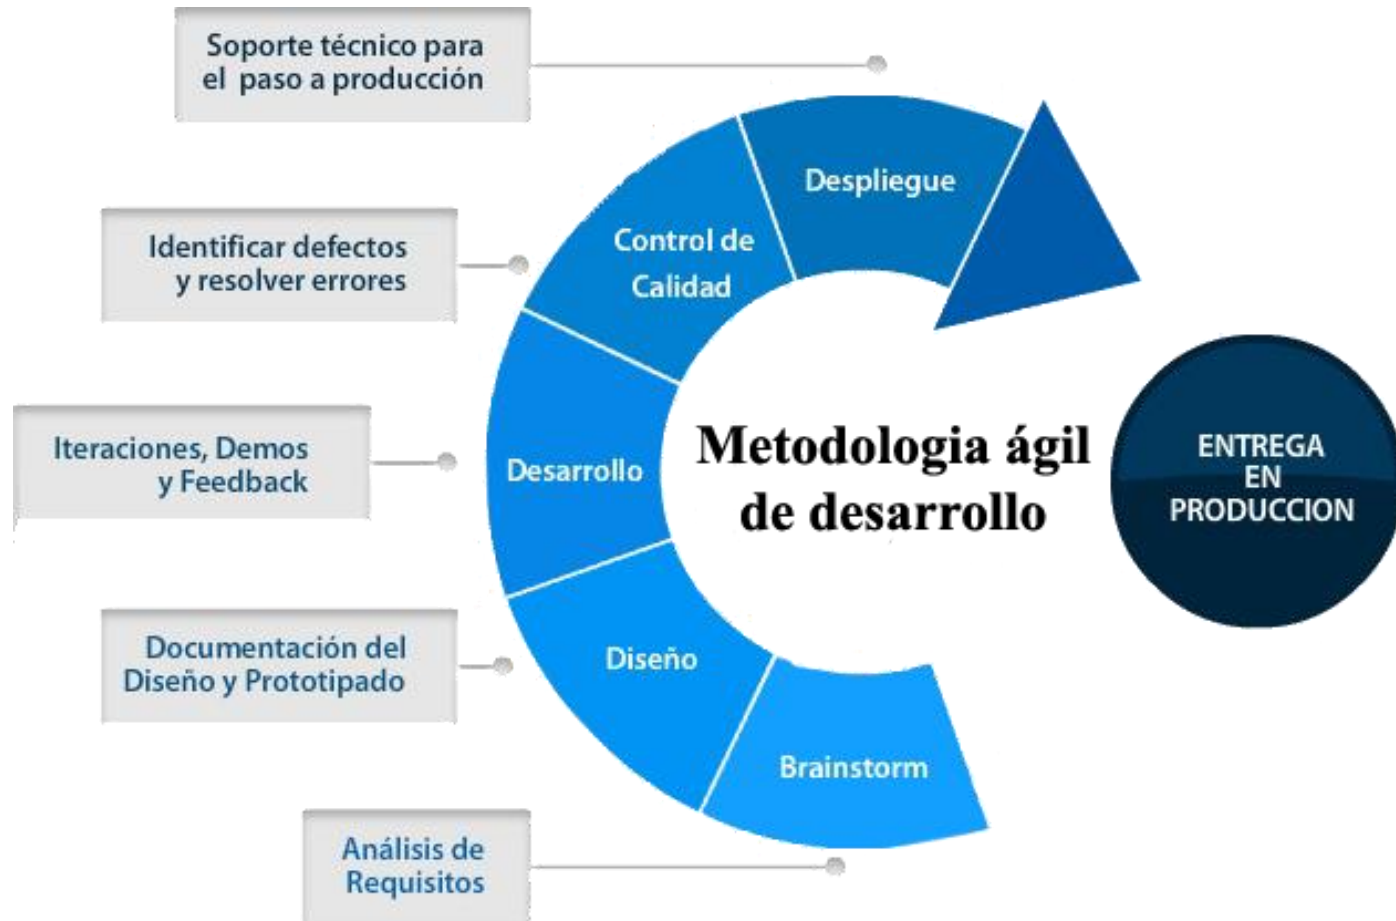 Soporte técnico para
el paso a producción
Despliegue
Control de
Calidad
Identificar defectos
y resolver errores
Iteraciones, Demos
y Feedback
Desarrollo
Metodologia ágil
de desarrollo
ENTREGA
EN
PRODUCCION
Documentación del
Diseño y Prototipado
Diseño
Brainstorm
Análisis de
Requisitos